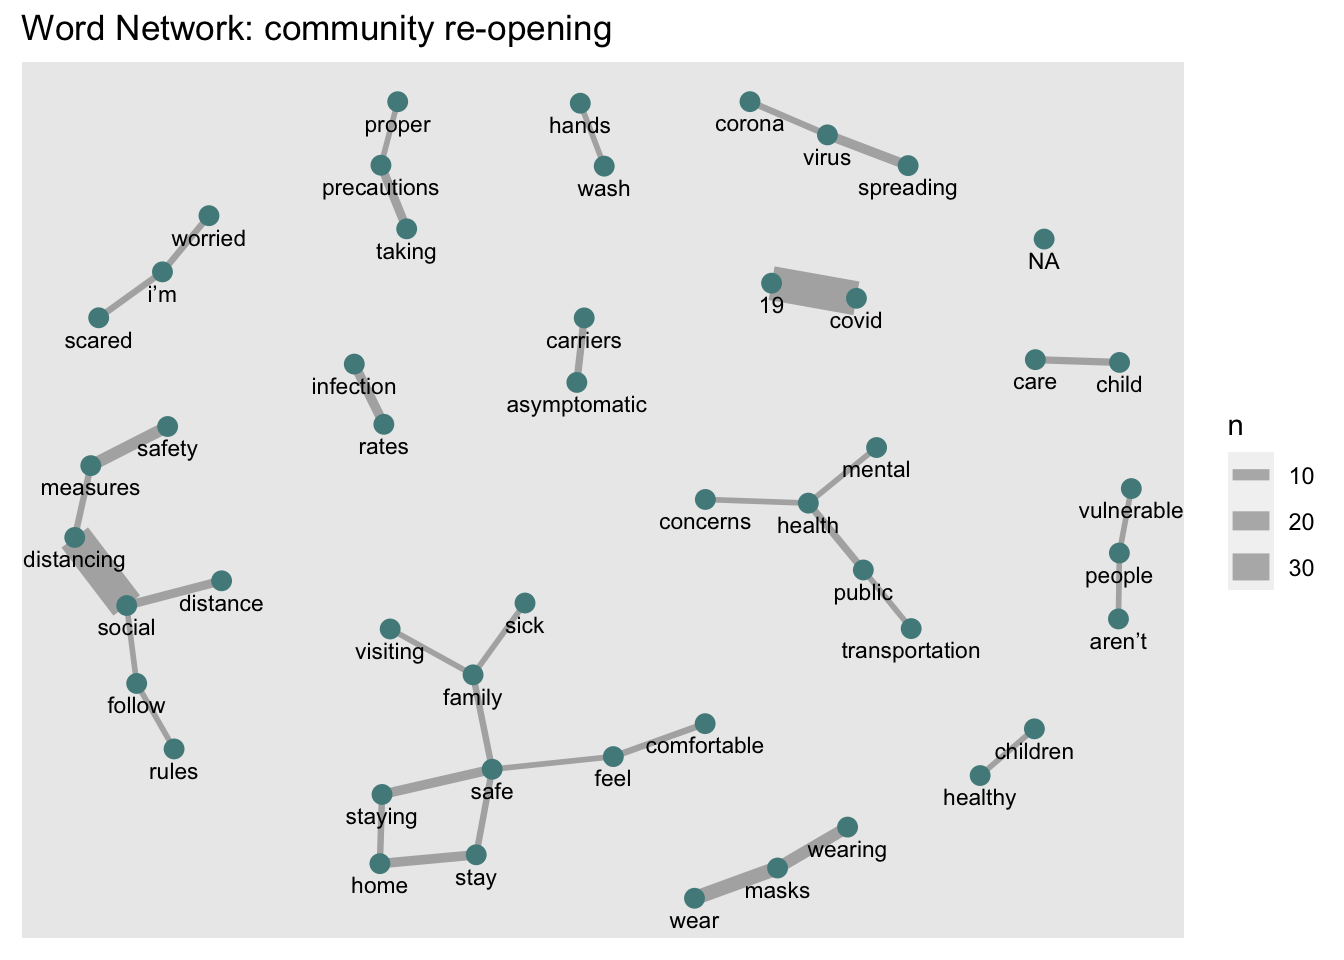 Word Network: community re-opening
proper
hands
corona
virus
precautions
wash
spreading
worried
taking
NA
i’m
19
covid
scared
carriers
care
child
infection
asymptomatic
rates
safety
mental
measures
concerns
health
vulnerable
distancing
people
public
distance
social
sick
aren’t
visiting
transportation
family
follow
comfortable
children
rules
feel
safe
healthy
staying
wearing
home
stay
masks
wear
n
10
20
30